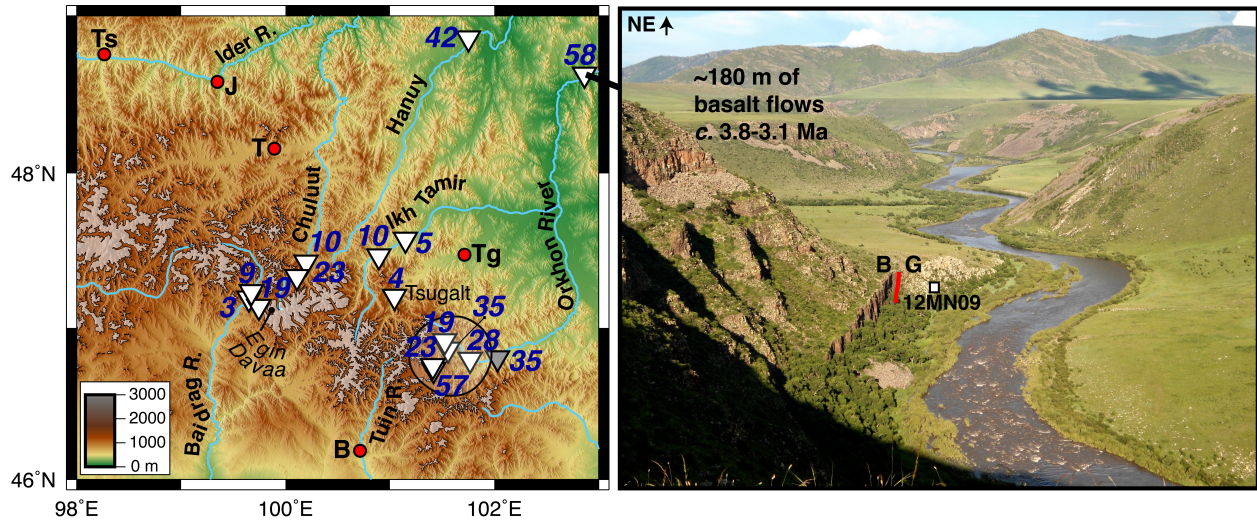 Ts
Ider R.
J
T
42
58
Hanuy
48°N
Chuluut
Ikh Tamir
Orkhon River
10
10
5
Tg
23
4
Tsugalt
9
19
3
Egin
Davaa
35
19
23
28
35
57
Baidrag R.
Tuin R.
B
3000
2000
1000
0 m
46°N
98°E
100°E
102°E
NE
~180 m of
basalt flows
c. 3.8-3.1 Ma
B G
12MN09